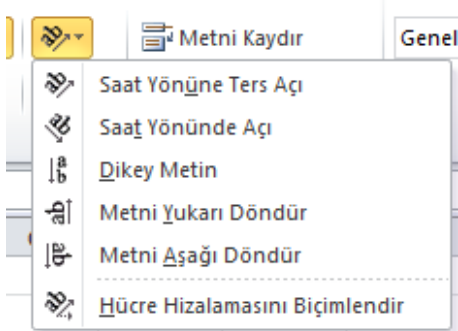 Metni Kaydır
Genel
Saat Yönüne Ters Açı
Saat Yönünde Açı
Dikey Metin
Metni Yukarı Döndür
Metni Aşağı Döndür
Hücre Hizalamasını Biçimlendir